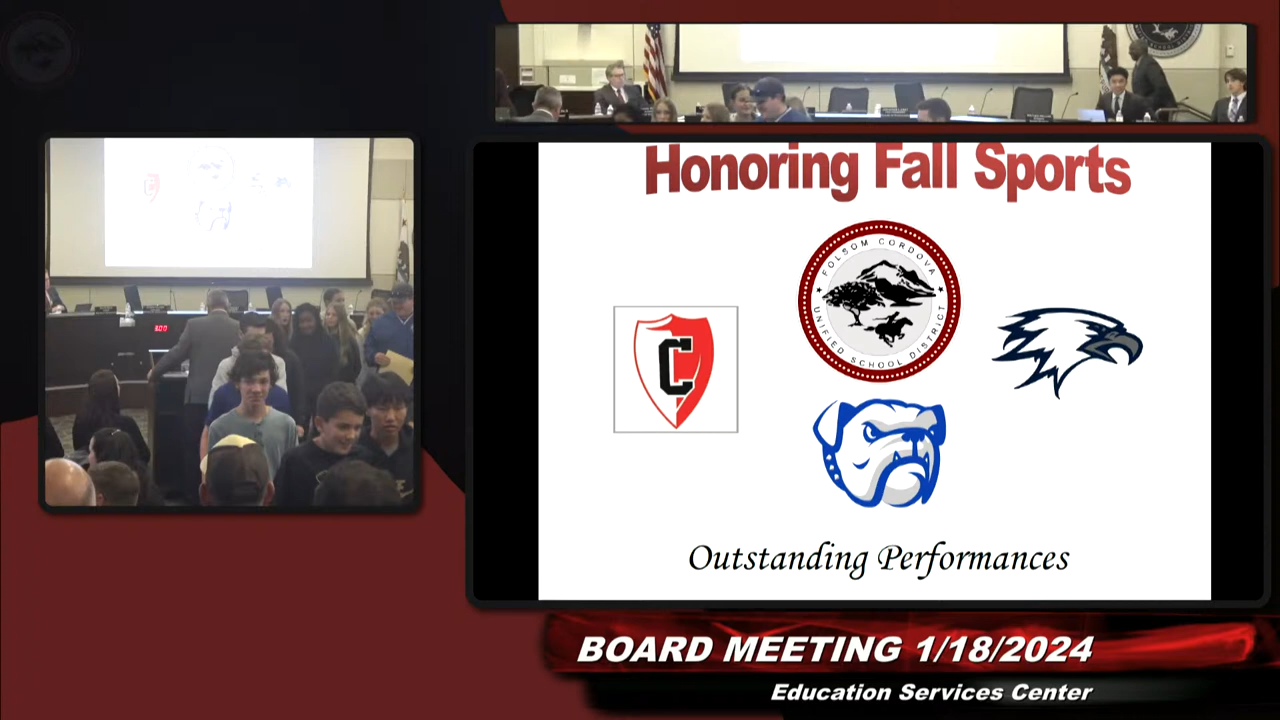 Honoring Fall Sports
FOLSOM CORDOVA
UNIFIED SCHOOL DISTRICT
C
Outstanding Performances
BOARD MEETING 1/18/2024
Education Services Center